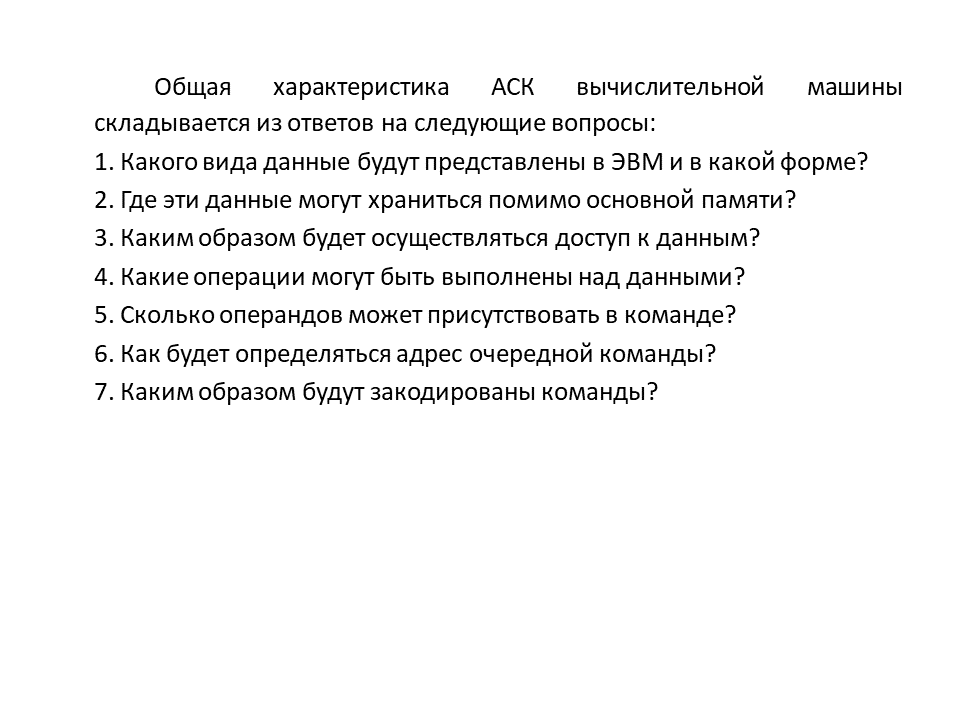 Общая характеристика АСК вычислительной машины
складывается из ответов на следующие вопросы:
1. Какого вида данные будут представлены в ЭВМ и в какой форме?
2. Где эти данные могут храниться помимо основной памяти?
3. Каким образом будет осуществляться доступ к данным?
4. Какие операции могут быть выполнены над данными?
5. Сколько операндов может присутствовать в команде?
6. Как будет определяться адрес очередной команды?
7. Каким образом будут закодированы команды?